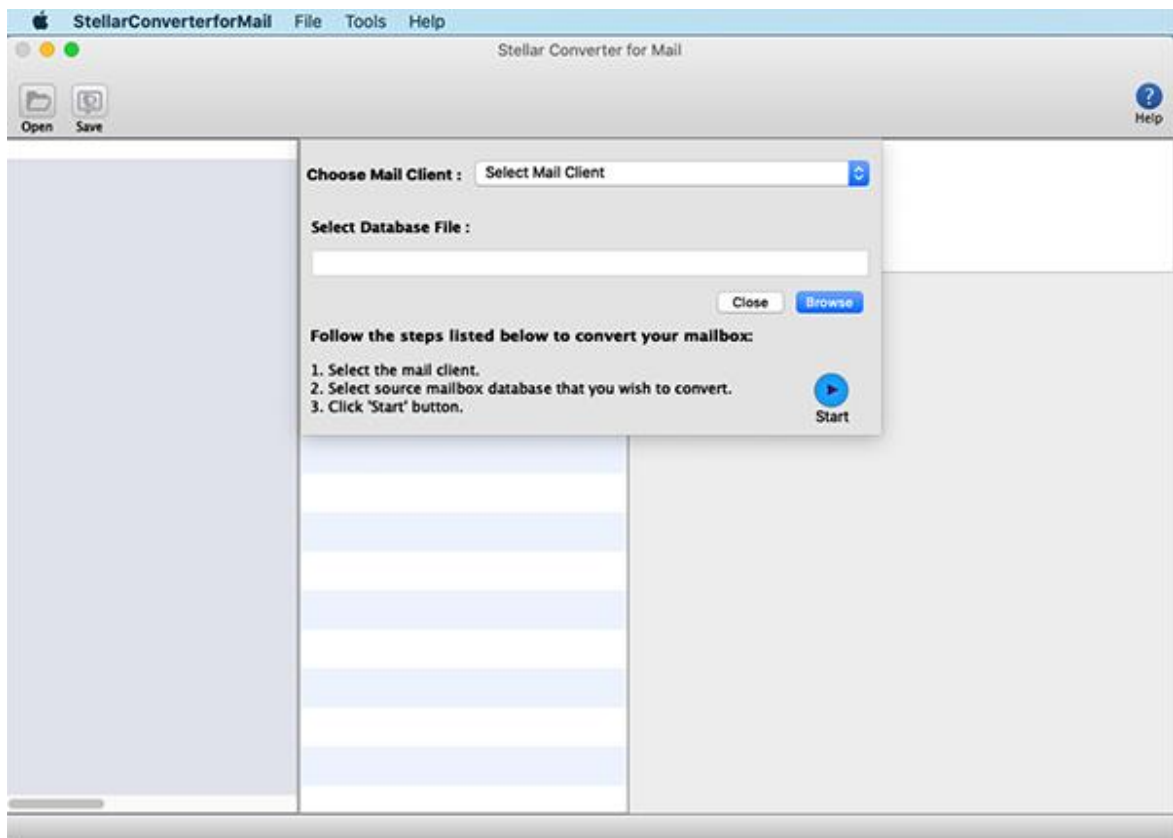 StellarConverterforMail File Tools Help
Stellar Converter for Mail
Open Save
Help
Choose Mail Client : Select Mail Client
Select Database File :
Close Browse
Follow the steps listed below to convert your mailbox:
1. Select the mail client.
2. Select source mailbox database that you wish to convert.
3. Click 'Start' button.
Start